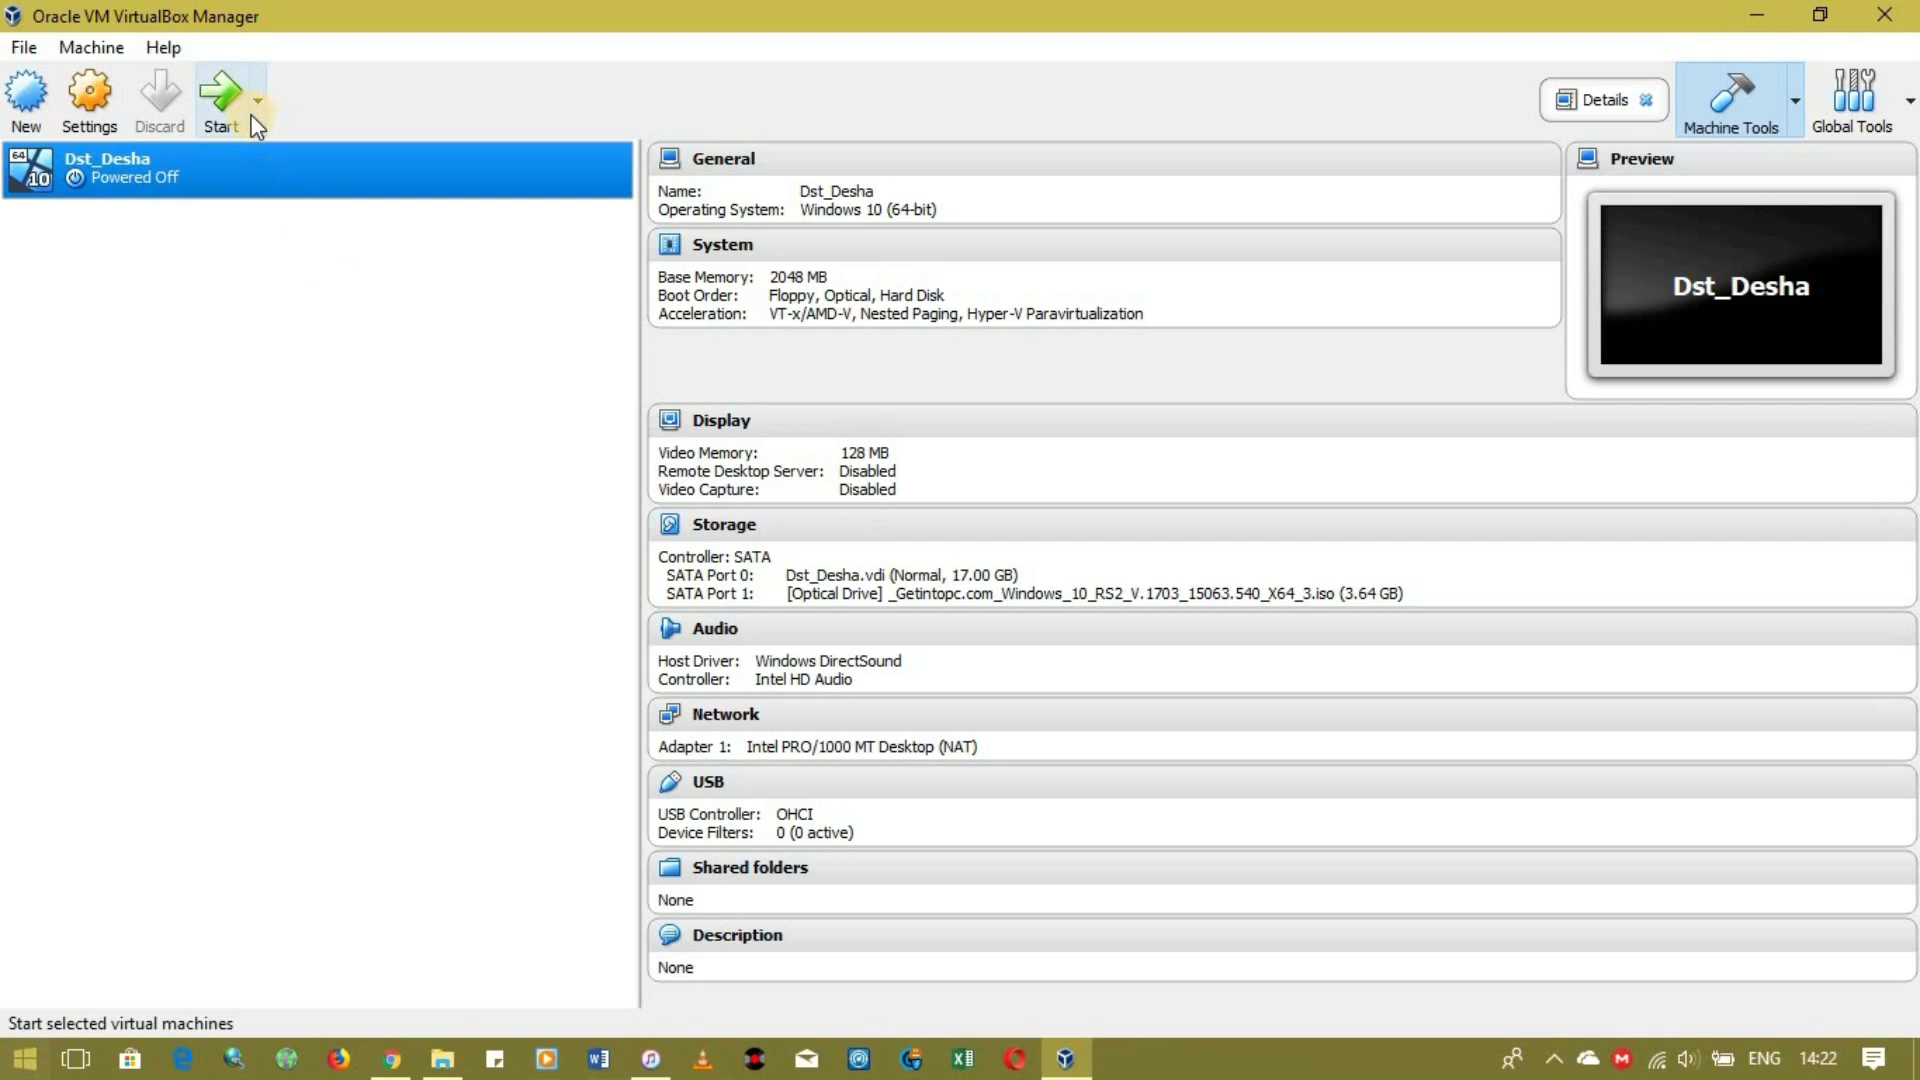 Oracle VM VirtualBox Manager
File Machine Help
New Settings Discard Start
Details
Machine Tools Global Tools
64
10
Dst_Desha
Powered Off
General
Name: Dst_Desha
Operating System: Windows 10 (64-bit)
Preview
Dst_Desha
System
Base Memory: 2048 MB
Boot Order: Floppy, Optical, Hard Disk
Acceleration: VT-x/AMD-V, Nested Paging, Hyper-V Paravirtualization
Display
Video Memory: 128 MB
Remote Desktop Server: Disabled
Video Capture: Disabled
Storage
Controller: SATA
SATA Port 0: Dst_Desha.vdi (Normal, 17.00 GB)
SATA Port 1: [Optical Drive] _Getintopc.com_Windows_10_RS2_V.1703_15063.540_X64_3.iso (3.64 GB)
Audio
Host Driver: Windows DirectSound
Controller: Intel HD Audio
Network
Adapter 1: Intel PRO/1000 MT Desktop (NAT)
USB
USB Controller: OHCI
Device Filters: 0 (0 active)
Shared folders
None
Description
None
Start selected virtual machines
ENG 14:22